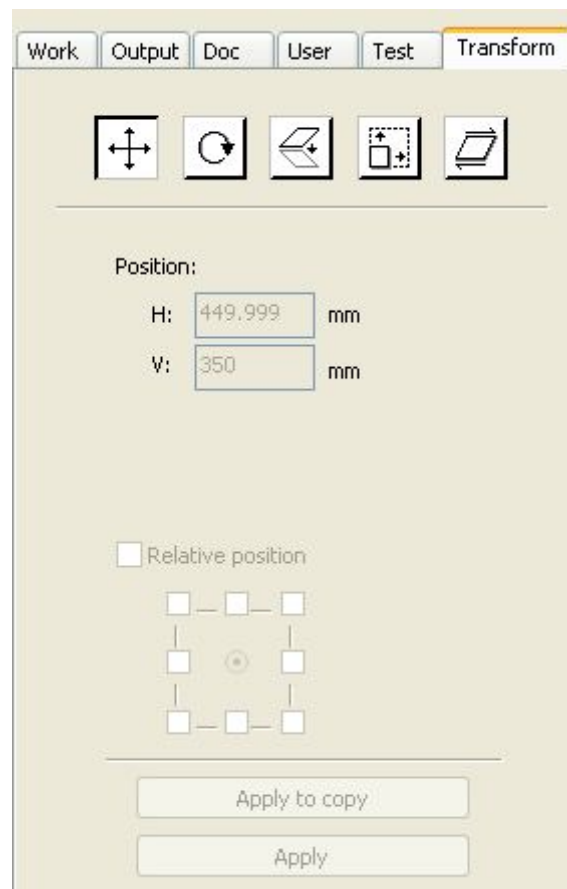 Work Output Doc User Test Transform
Position:
H: 449.999 mm
V: 350 mm
Relative position
Apply to copy
Apply